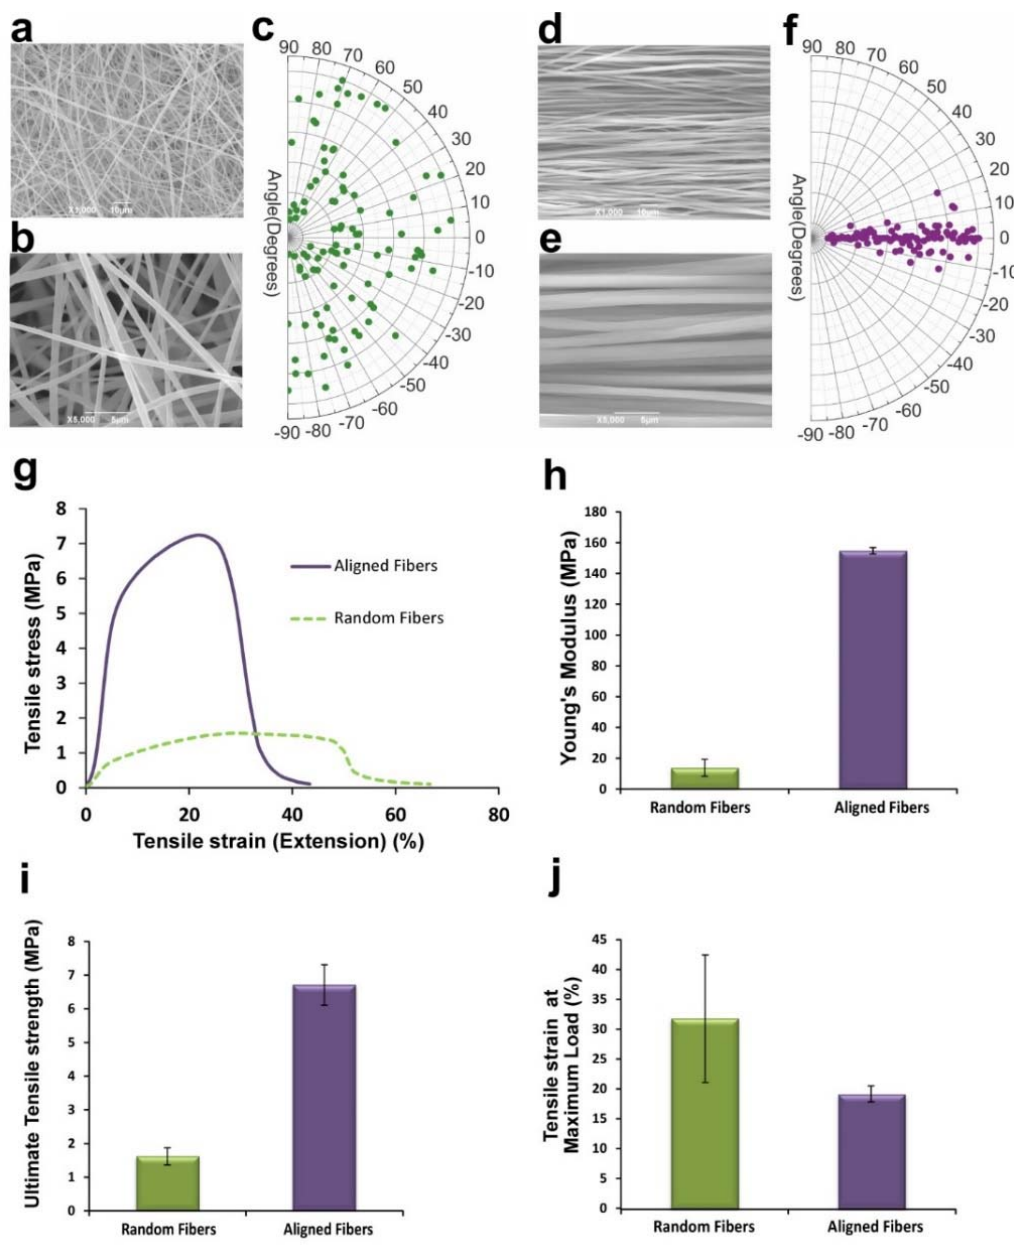 a
c
d
f
90 80 70 60 50 40 30 20 10 0 -10 -20 -30 -40 -50 -60 -70 -80 -90
Angle(Degrees)
X1,000 10µm
90 80 70 60 50 40 30 20 10 0 -10 -20 -30 -40 -50 -60 -70 -80 -90
Angle(Degrees)
X1,000 10µm
b
X5,000 5µm
e
5µm
g
8
7
6
5
4
3
2
1
0
Tensile stress (MPa)
Aligned Fibers
Random Fibers
0 20 40 60 80
Tensile strain (Extension) (%)
h
180
160
140
120
100
80
60
40
20
0
Young's Modulus (MPa)
Random Fibers Aligned Fibers
i
8
7
6
5
4
3
2
1
0
Ultimate Tensile strength (MPa)
Random Fibers Aligned Fibers
j
45
40
35
30
25
20
15
10
5
0
Tensile strain at
Maximum Load (%)
Random Fibers Aligned Fibers